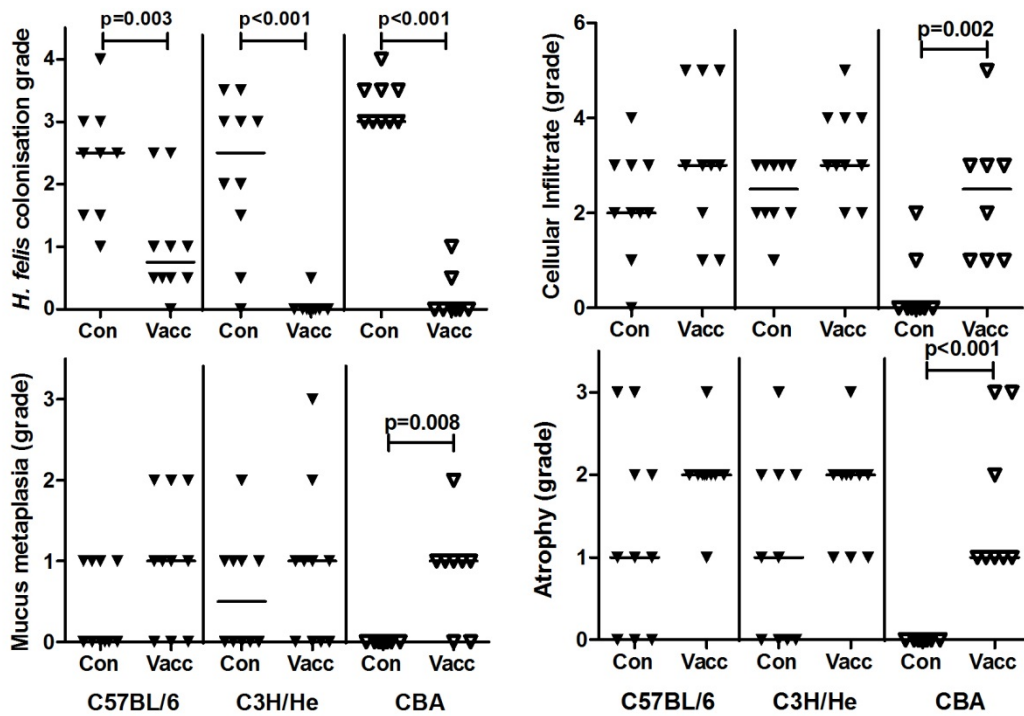 p=0.003
p<0.001
p<0.001
H. felis colonisation grade
4
3
2
1
0
Con Vacc Con Vacc Con Vacc
p=0.002
Cellular Infiltrate (grade)
6
4
2
0
Con Vacc Con Vacc Con Vacc
p=0.008
Mucus metaplasia (grade)
3
2
1
0
Con Vacc Con Vacc Con Vacc
C57BL/6 C3H/He CBA
p<0.001
Atrophy (grade)
3
2
1
0
Con Vacc Con Vacc Con Vacc
C57BL/6 C3H/He CBA